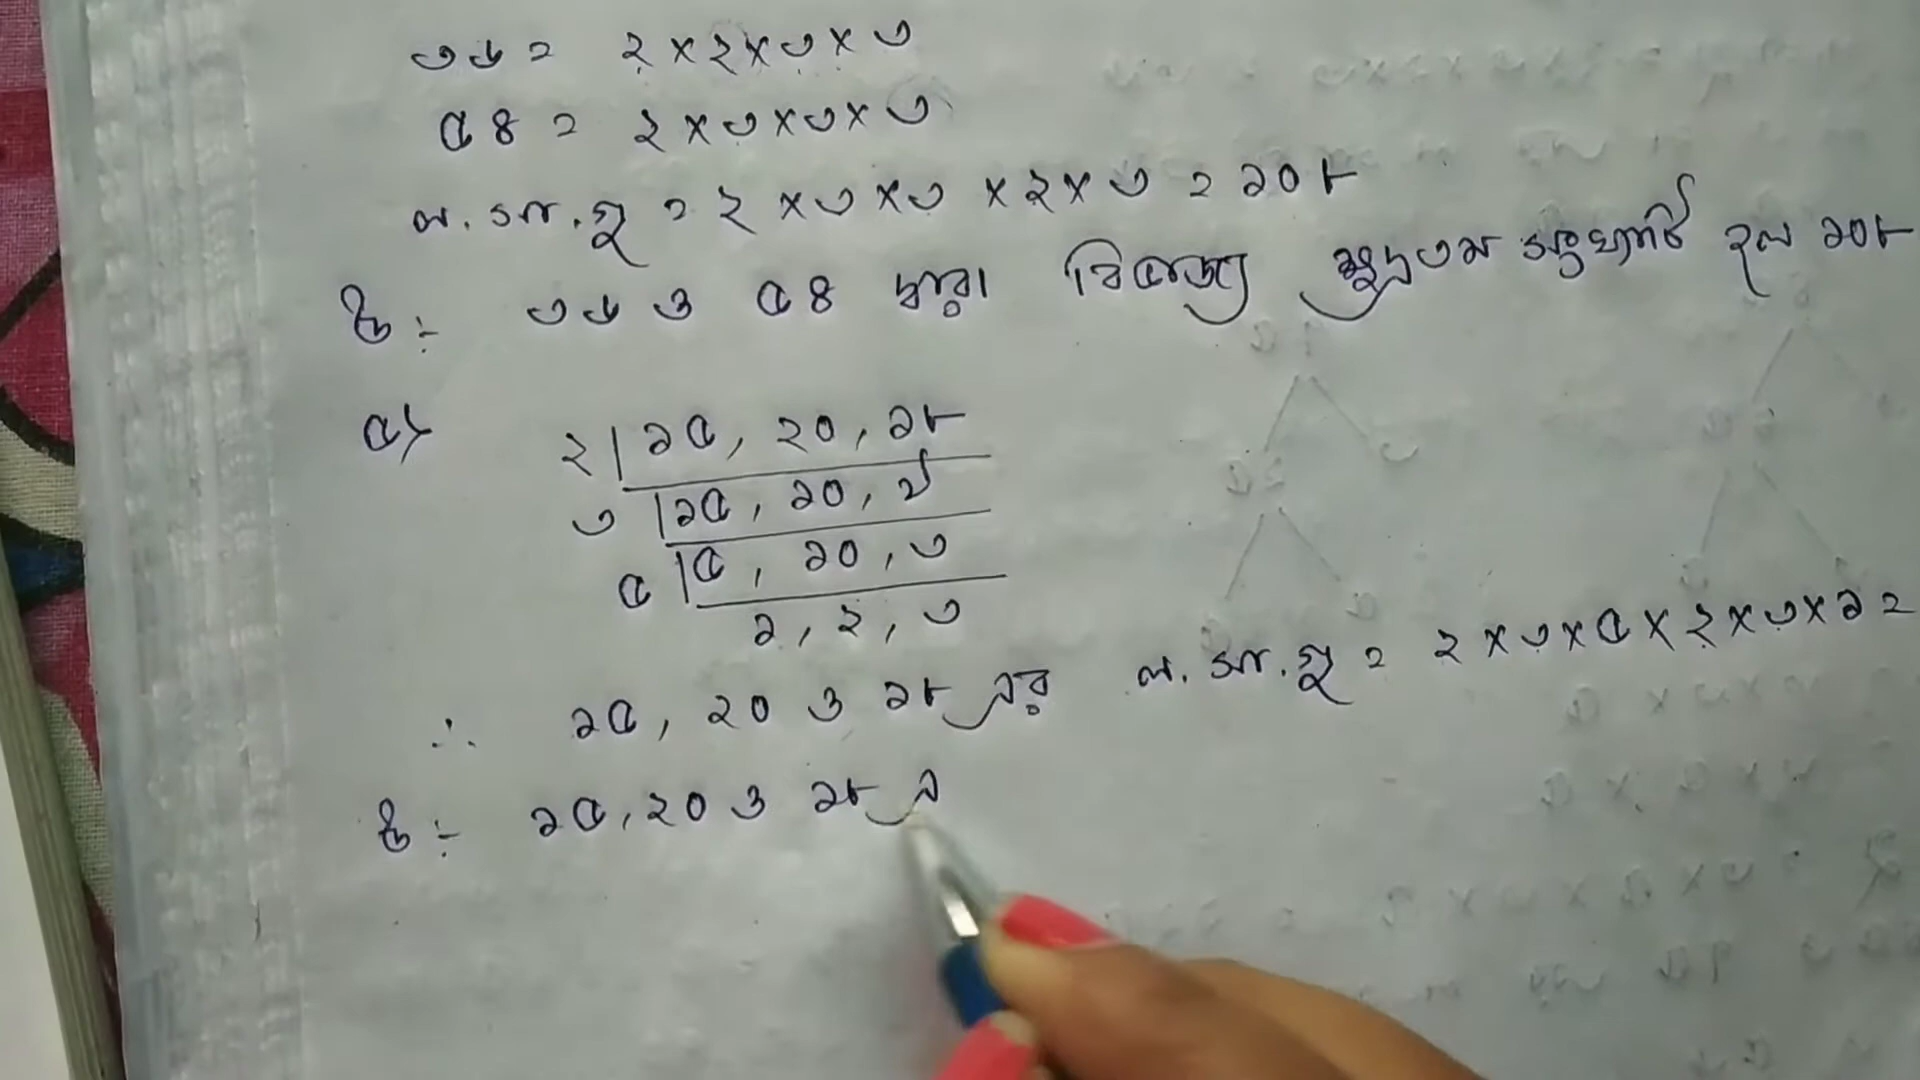 ৩৬ = ২ × ২ × ৩ × ৩
৫৪ = ২ × ৩ × ৩ × ৩
ল. সা. গু = ২ × ৩ × ৩ × ২ × ৩ = ১০৮
উঃ- ৩৬ ও ৫৪ দ্বারা বিভাজ্য ক্ষুদ্রতম সংখ্যাটি হল ১০৮
৫) ২ | ১৫, ২০, ১৮
৩ | ১৫, ১০, ৯
৫ | ৫, ১০, ৩
১, ২, ৩
∴ ১৫, ২০ ও ১৮ এর ল. সা. গু = ২ × ৩ × ৫ × ২ × ৩ × ১ =
উঃ- ১৫, ২০ ও ১৮ এ